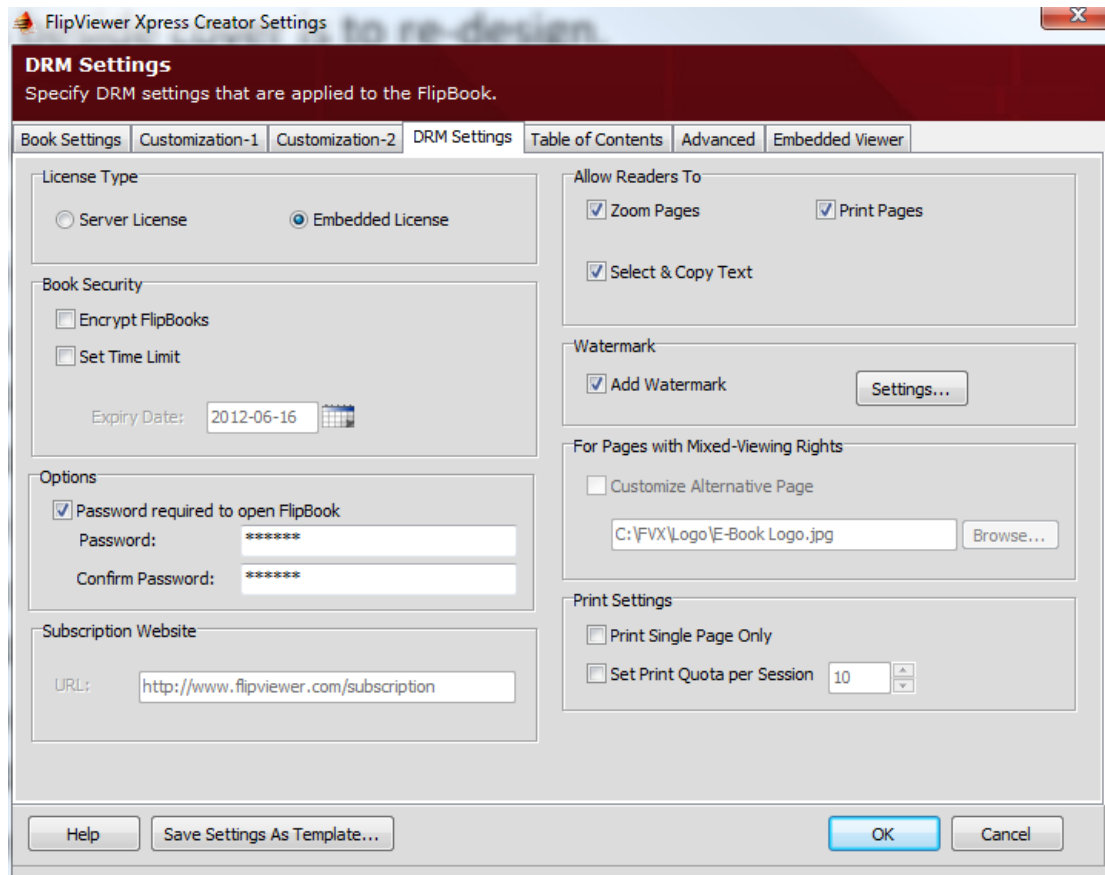 FlipViewer Xpress Creator Settings
to re-design.
X
DRM Settings
Specify DRM settings that are applied to the FlipBook.
Book Settings Customization-1 Customization-2 DRM Settings Table of Contents Advanced Embedded Viewer
License Type
Server License Embedded License
Book Security
Encrypt FlipBooks
Set Time Limit
Expiry Date: 2012-06-16
Options
Password required to open FlipBook
Password: ******
Confirm Password: ******
Subscription Website
URL: http://www.flipviewer.com/subscription
Allow Readers To
Zoom Pages Print Pages
Select & Copy Text
Watermark
Add Watermark Settings...
For Pages with Mixed-Viewing Rights
Customize Alternative Page
C:\FVX\Logo\E-Book Logo.jpg Browse...
Print Settings
Print Single Page Only
Set Print Quota per Session 10
Help Save Settings As Template... OK Cancel